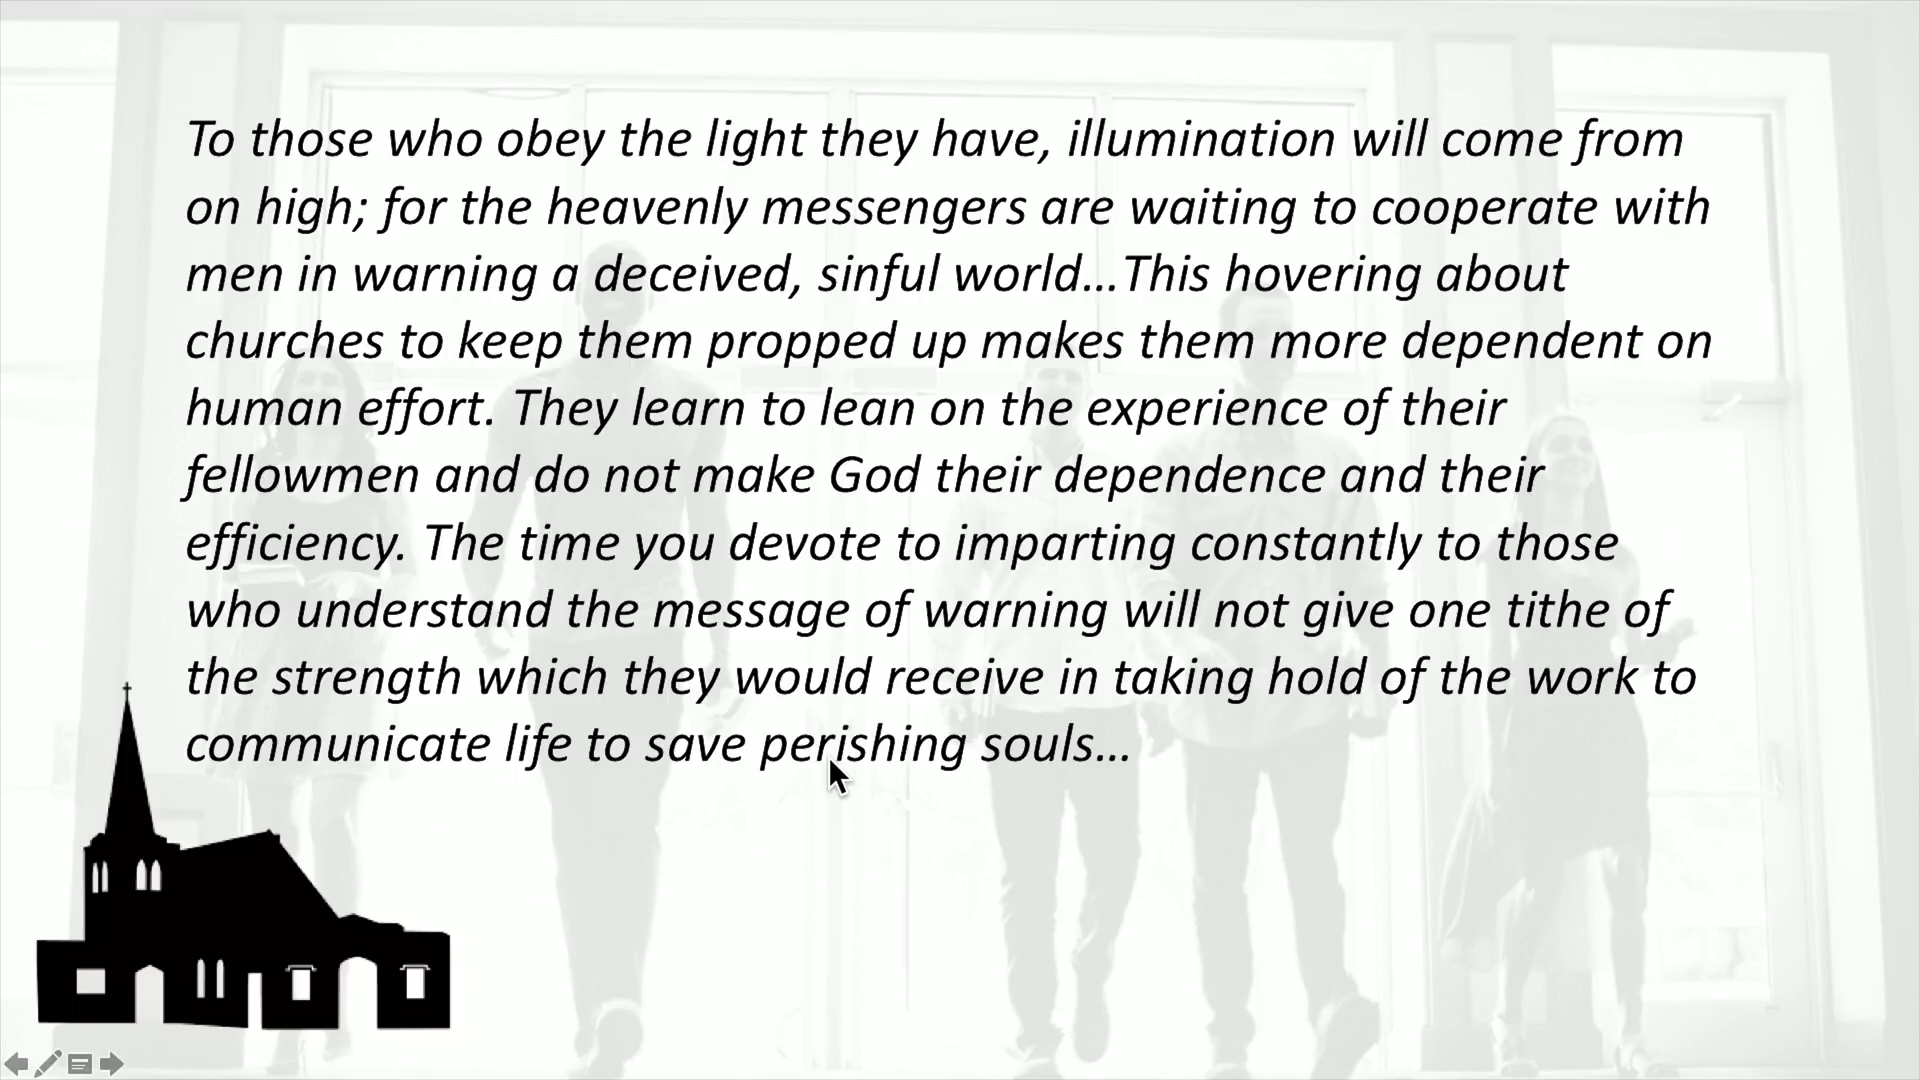 To those who obey the light they have, illumination will come from
on high; for the heavenly messengers are waiting to cooperate with
men in warning a deceived, sinful world...This hovering about
churches to keep them propped up makes them more dependent on
human effort. They learn to lean on the experience of their
fellowmen and do not make God their dependence and their
efficiency. The time you devote to imparting constantly to those
who understand the message of warning will not give one tithe of
the strength which they would receive in taking hold of the work to
communicate life to save perishing souls...